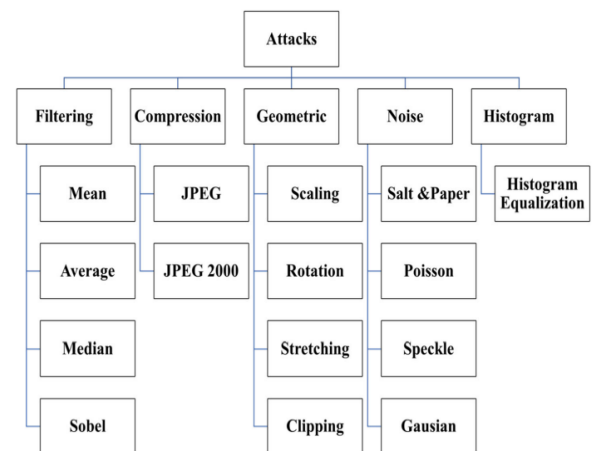 Attacks
Filtering
Compression
Geometric
Noise
Histogram
Mean
JPEG
Scaling
Salt &Paper
Histogram
Equalization
Average
JPEG 2000
Rotation
Poisson
Median
Stretching
Speckle
Sobel
Clipping
Gausian